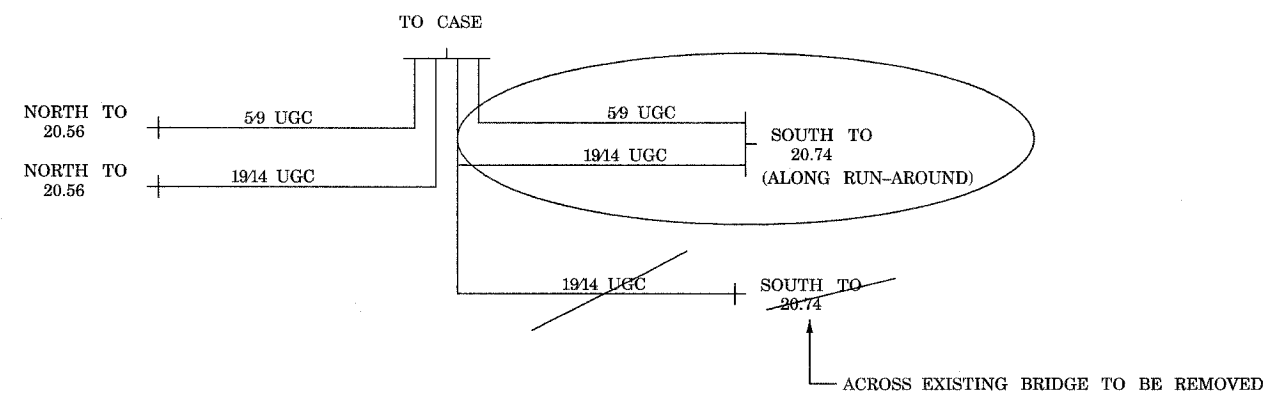 TO CASE
NORTH TO
20.56
5/9 UGC
NORTH TO
20.56
19/14 UGC
5/9 UGC
19/14 UGC
SOUTH TO
20.74
(ALONG RUN-AROUND)
19/14 UGC
SOUTH TO
20.74
ACROSS EXISTING BRIDGE TO BE REMOVED